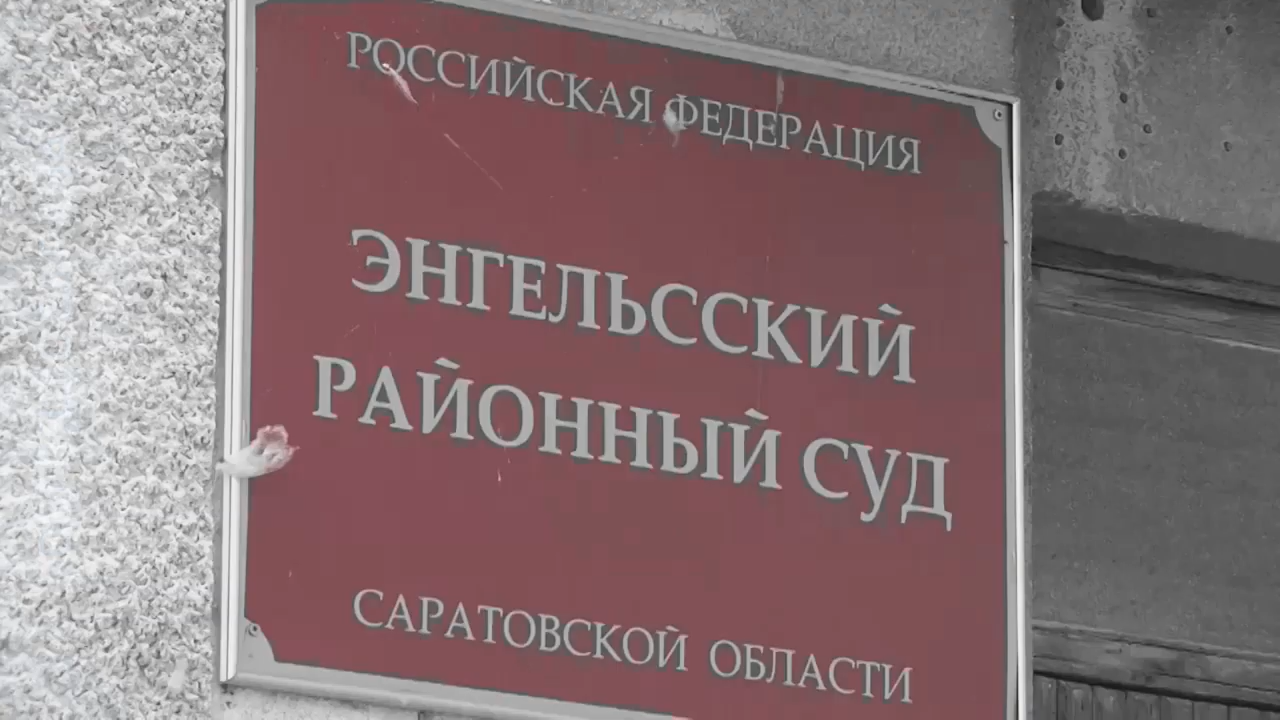 РОССИЙСКАЯ ФЕДЕРАЦИЯ
ЭНГЕЛЬССКИЙ
РАЙОННЫЙ СУД
САРАТОВСКОЙ ОБЛАСТИ